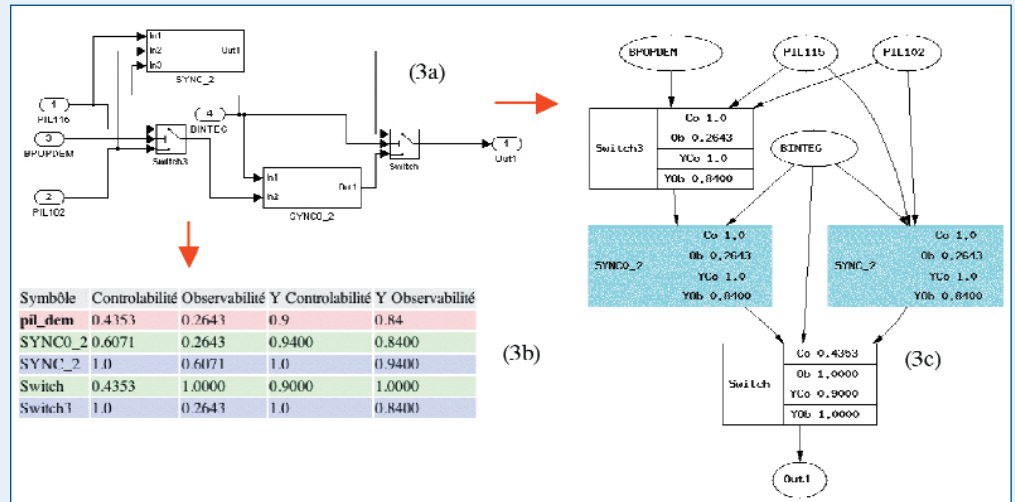 In1
In2
In3
Out1
SYNC_2
(3a)
1
PIL116
3
BPOPDEM
2
PIL102
Switch3
4
BINTEG
In1
In2
Out1
SYNC0_2
Switch
1
Out1
Symbôle Controlabilité Observabilité Y Controlabilité Y Observabilité
pil_dem 0.4353 0.2643 0.9 0.84
SYNC0_2 0.6071 0.2643 0.9400 0.8400
SYNC_2 1.0 0.6071 1.0 0.9400
Switch 0.4353 1.0000 0.9000 1.0000
Switch3 1.0 0.2643 1.0 0.8400
(3b)
BPOPDEM
PIL115
PIL102
Switch3
Co 1.0
Ob 0.2643
YCo 1.0
YOb 0.8400
BINTEG
SYNC0_2
Co 1.0
Ob 0.2643
YCo 1.0
YOb 0.8400
SYNC_2
Co 1.0
Ob 0.2643
YCo 1.0
YOb 0.8400
Switch
Co 0.4353
Ob 1.0000
YCo 0.9000
YOb 1.0000
(3c)
Out1